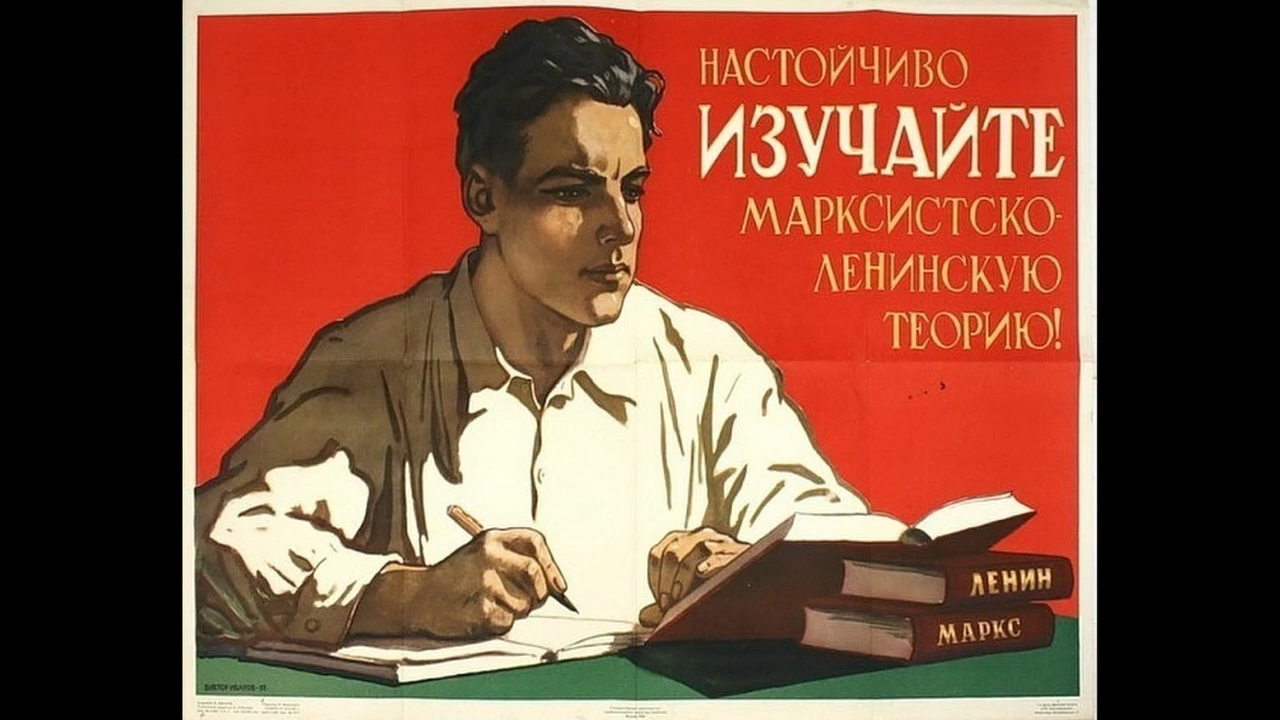 НАСТОЙЧИВО
ИЗУЧАЙТЕ
МАРКСИСТСКО-
ЛЕНИНСКУЮ
ТЕОРИЮ!
ЛЕНИН
МАРКС